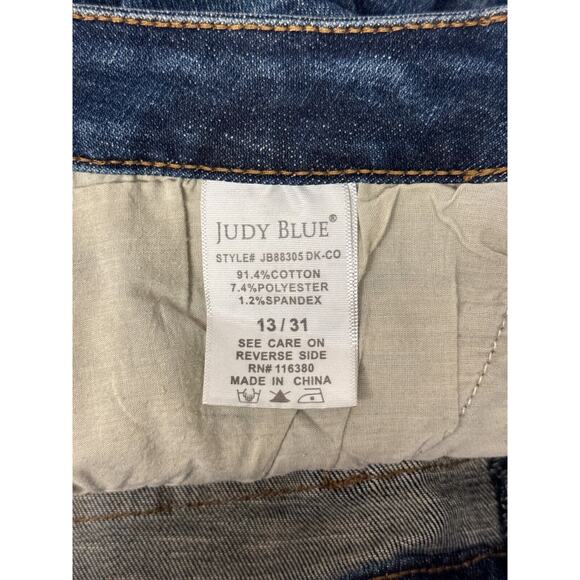 JUDY BLUE®
STYLE# JB88305 DK-CO
91.4%COTTON
7.4%POLYESTER
1.2%SPANDEX
13 / 31
SEE CARE ON
REVERSE SIDE
RN# 116380
MADE IN CHINA